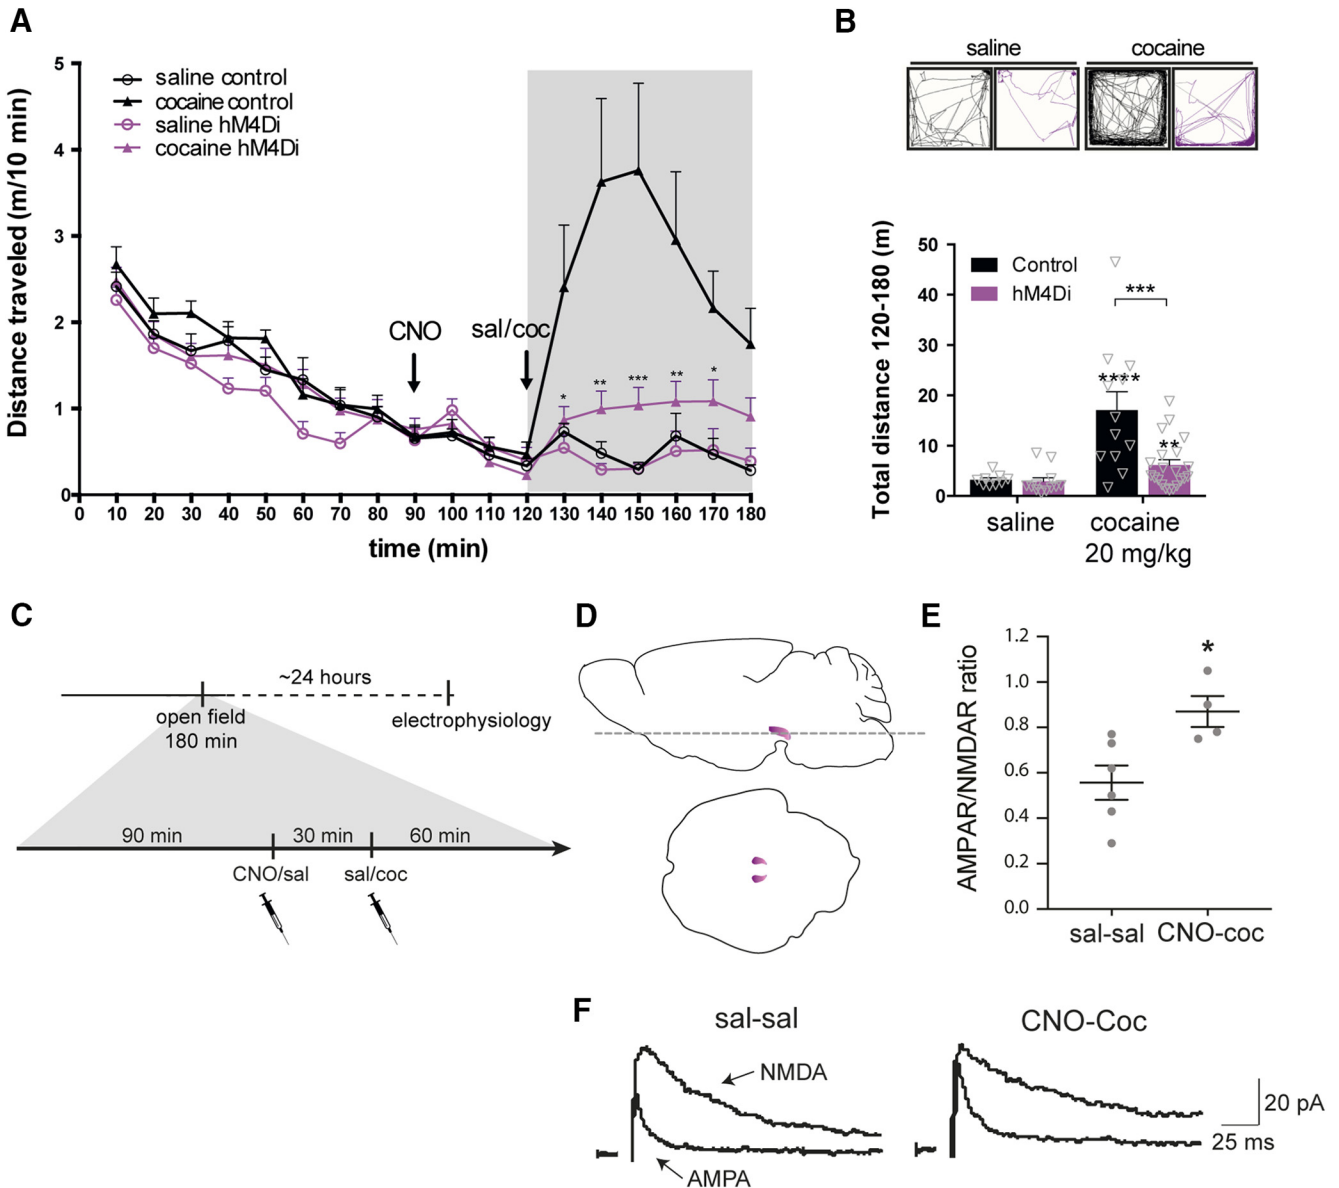 A
Distance traveled (m/10 min)
5
4
3
2
1
0
saline control
cocaine control
saline hM4Di
cocaine hM4Di
CNO
sal/coc
* ** *** ** *
0 10 20 30 40 50 60 70 80 90 100 110 120 130 140 150 160 170 180
time (min)
B
saline cocaine
Total distance 120-180 (m)
50
40
30
20
10
0
Control
hM4Di
***
****
**
saline cocaine
20 mg/kg
C
~24 hours
open field
180 min
electrophysiology
90 min 30 min 60 min
CNO/sal sal/coc
D
E
AMPAR/NMDAR ratio
1.2
1.0
0.8
0.6
0.4
0.2
0.0
*
sal-sal CNO-coc
F
sal-sal CNO-Coc
NMDA
AMPA
20 pA
25 ms